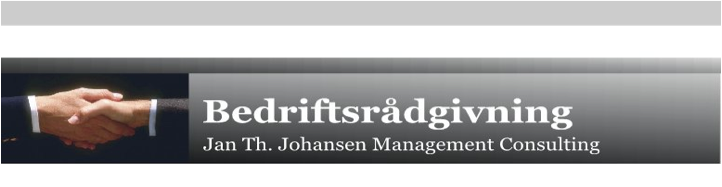 Bedriftsrådgivning
Jan Th. Johansen Management Consulting